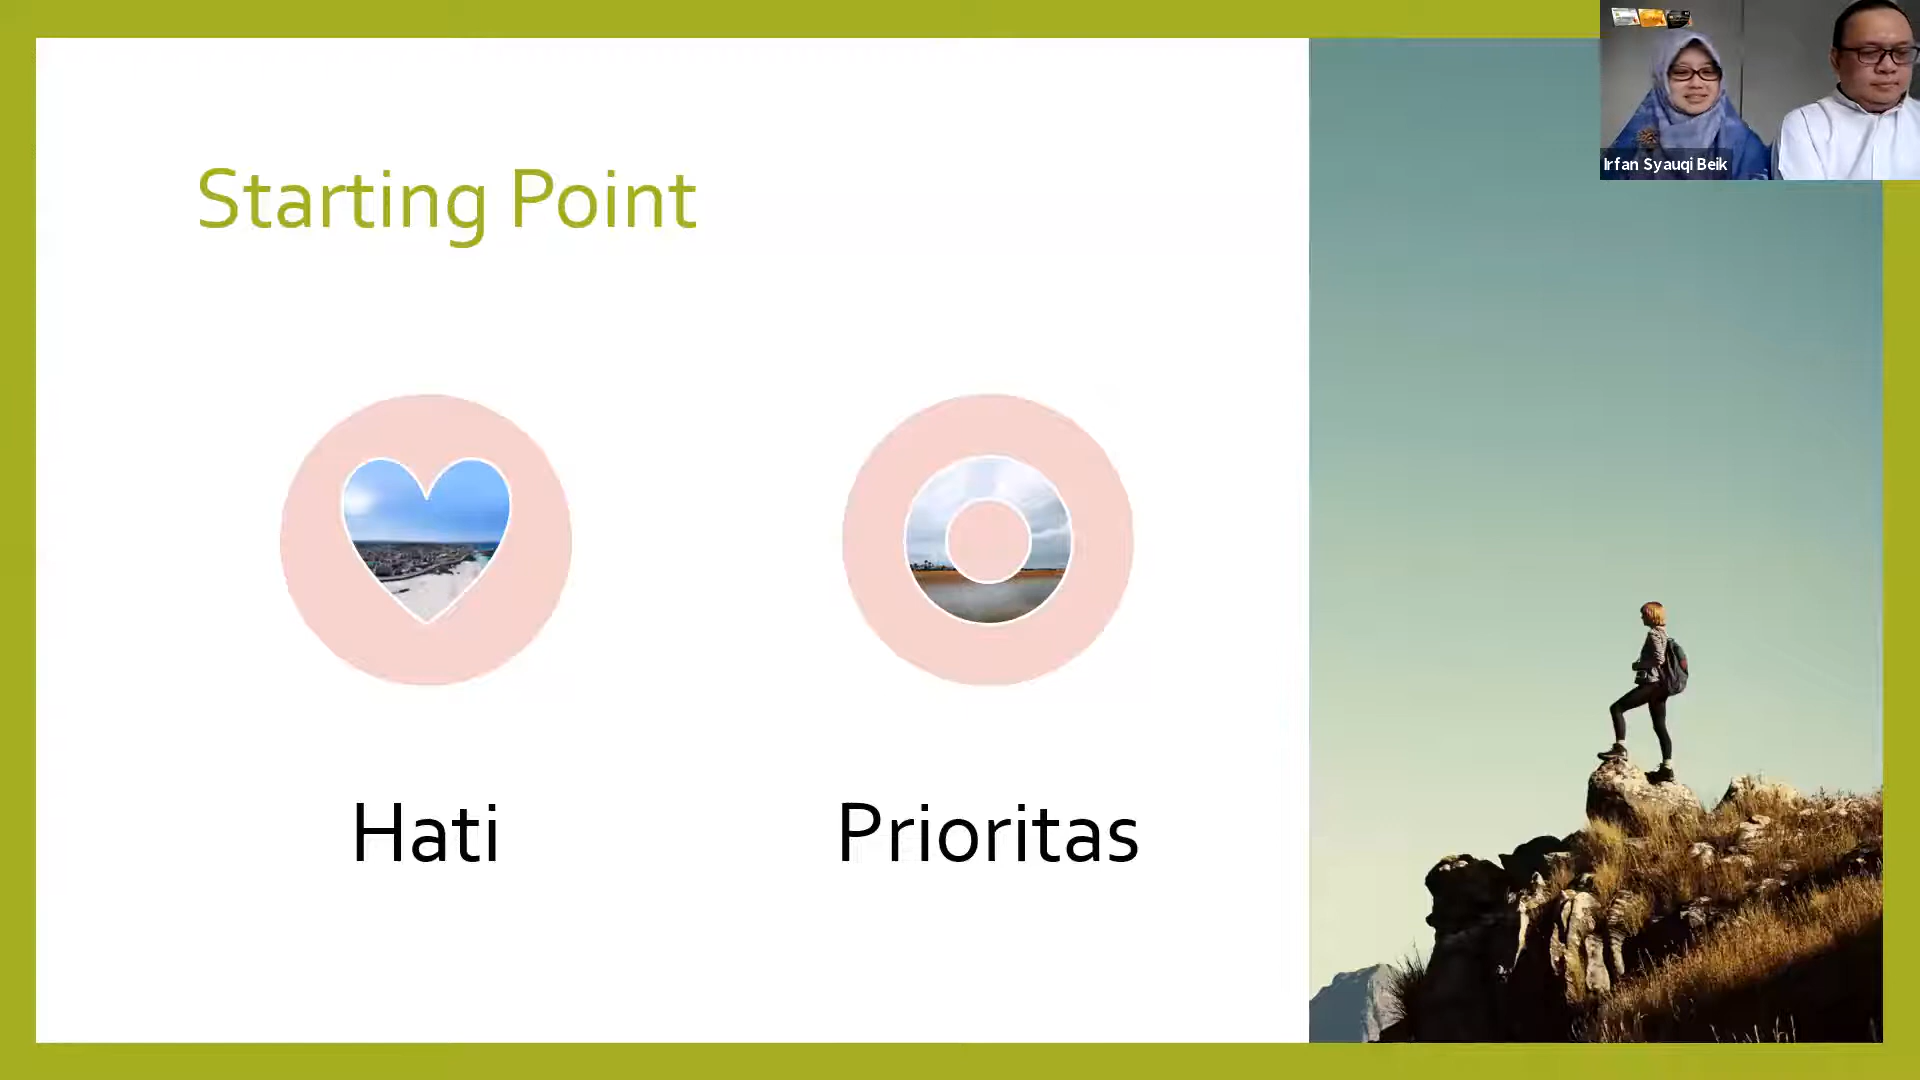 Starting Point
Hati
Prioritas
Irfan Syauqi Beik